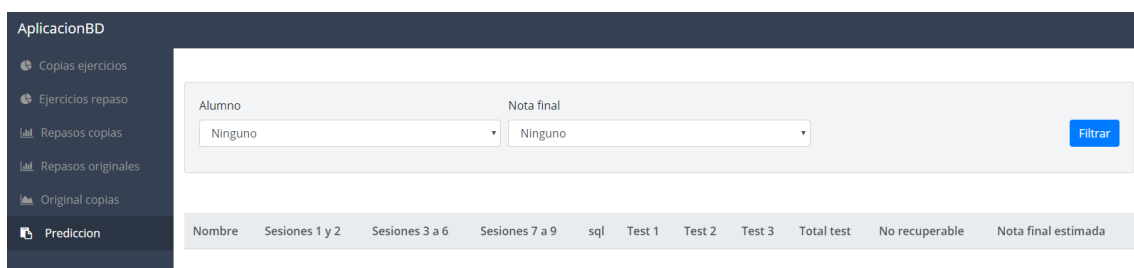 AplicacionBD
Copias ejercicios
Ejercicios repaso
Repasos copias
Repasos originales
Original copias
Prediccion
Alumno Nota final
Ninguno Ninguno Filtrar
Nombre Sesiones 1 y 2 Sesiones 3 a 6 Sesiones 7 a 9 sql Test 1 Test 2 Test 3 Total test No recuperable Nota final estimada